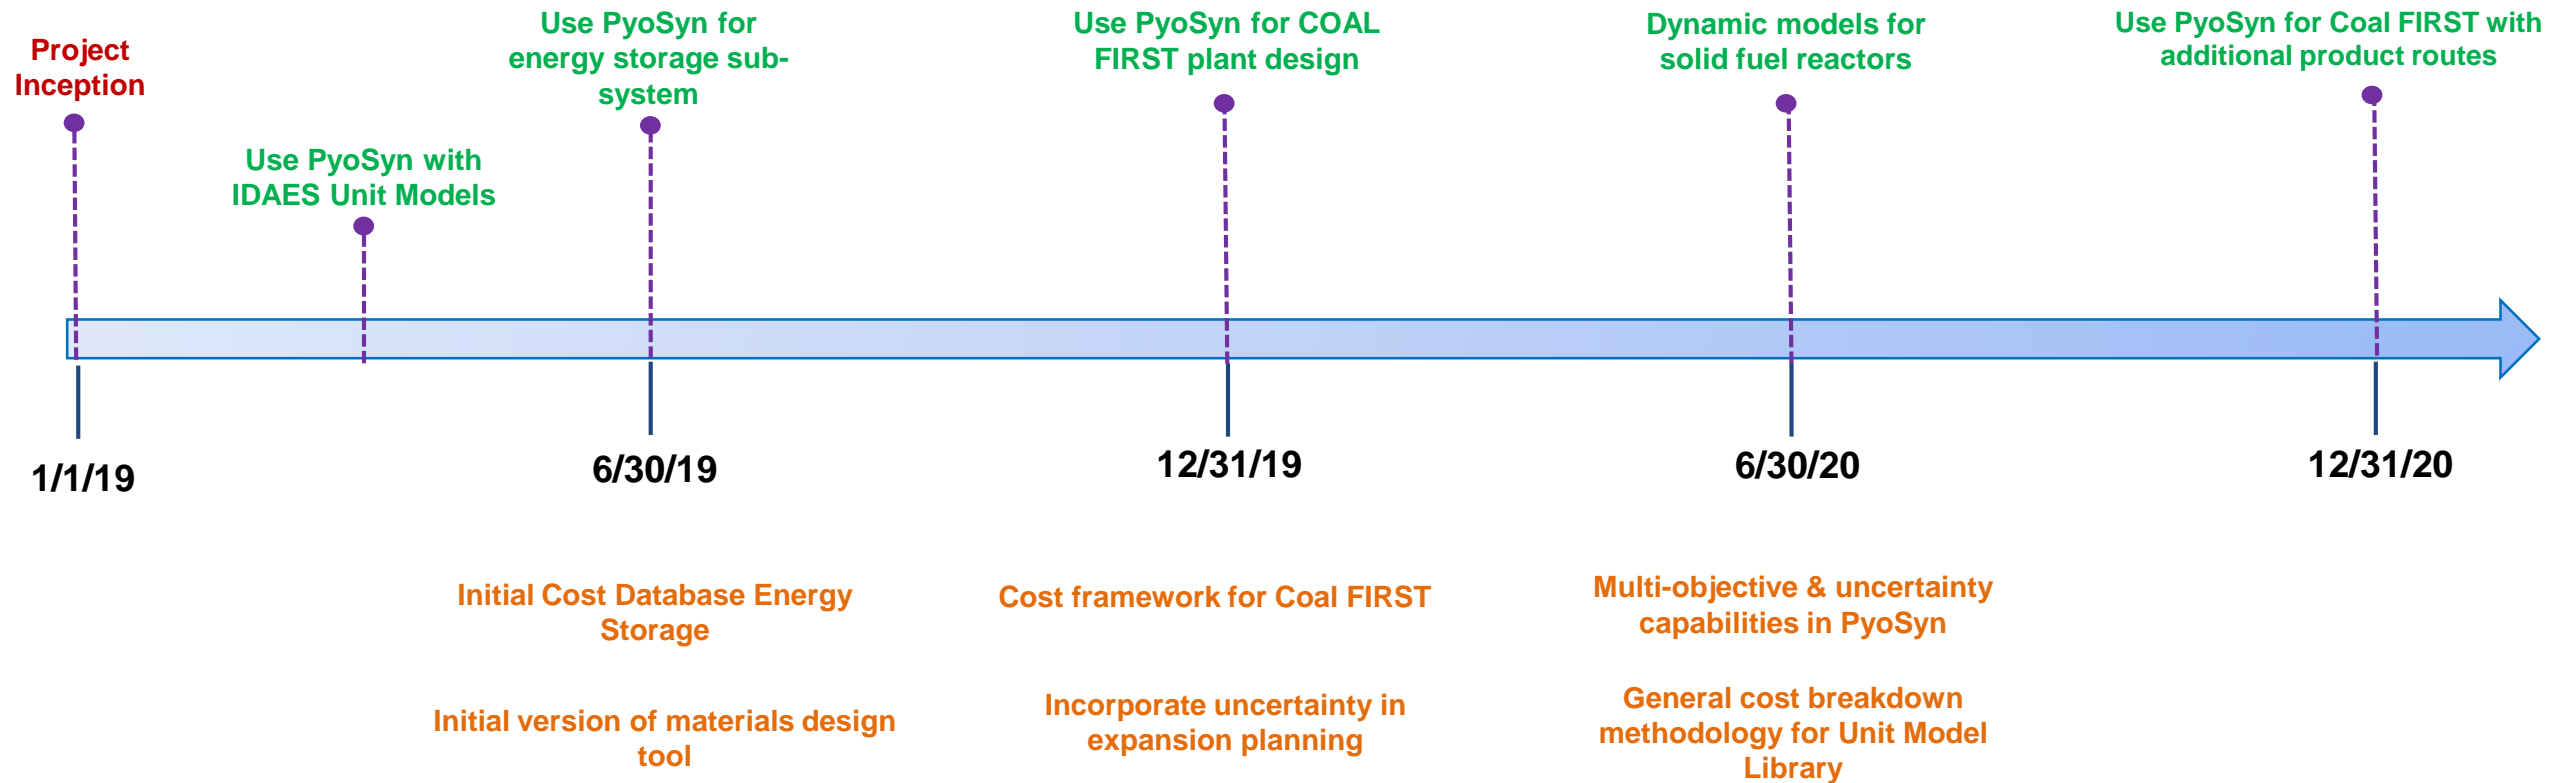 Project
Inception
Use PyoSyn with
IDAES Unit Models
Use PyoSyn for
energy storage sub-
system
Use PyoSyn for COAL
FIRST plant design
Dynamic models for
solid fuel reactors
Use PyoSyn for Coal FIRST with
additional product routes
1/1/19
6/30/19
12/31/19
6/30/20
12/31/20
Initial Cost Database Energy
Storage
Cost framework for Coal FIRST
Multi-objective & uncertainty
capabilities in PyoSyn
Initial version of materials design
tool
Incorporate uncertainty in
expansion planning
General cost breakdown
methodology for Unit Model
Library